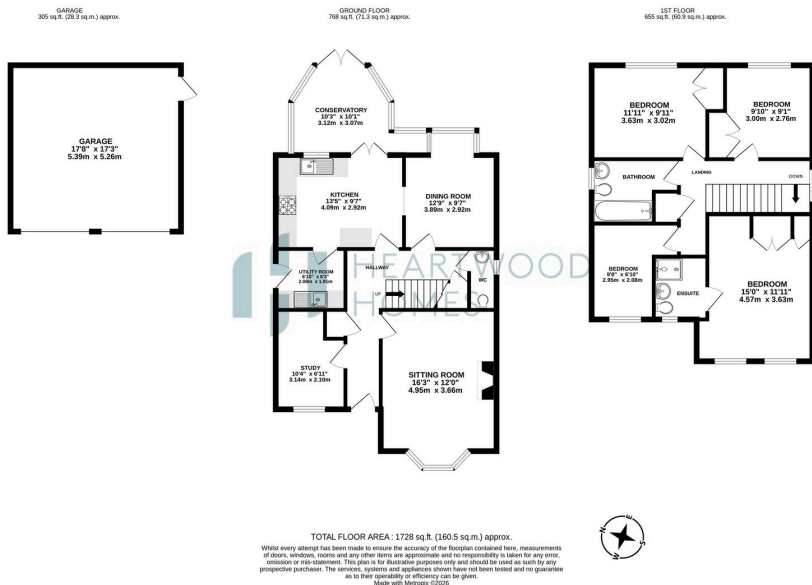 GARAGE
305 sq.ft. (28.3 sq.m.) approx.
GROUND FLOOR
768 sq.ft. (71.3 sq.m.) approx.
1ST FLOOR
655 sq.ft. (60.9 sq.m.) approx.
GARAGE
17'8" x 17'3"
5.39m x 5.26m
CONSERVATORY
10'3" x 10'1"
3.12m x 3.07m
KITCHEN
13'5" x 9'7"
4.09m x 2.92m
DINING ROOM
12'9" x 9'7"
3.89m x 2.92m
UTILITY ROOM
6'10" x 6'3"
2.09m x 1.91m
HALLWAY
UP
WC
STUDY
10'4" x 6'11"
3.14m x 2.10m
SITTING ROOM
16'3" x 12'0"
4.95m x 3.66m
BEDROOM
11'11" x 9'11"
3.63m x 3.02m
BEDROOM
9'10" x 9'1"
3.00m x 2.76m
BATHROOM
LANDING
DOWN
BEDROOM
9'8" x 6'10"
2.95m x 2.08m
ENSUITE
BEDROOM
15'0" x 11'11"
4.57m x 3.63m
HEARTWOOD
HOMES
TOTAL FLOOR AREA : 1728 sq.ft. (160.5 sq.m.) approx.
Whilst every attempt has been made to ensure the accuracy of the floorplan contained here, measurements
of doors, windows, rooms and any other items are approximate and no responsibility is taken for any error,
omission or mis-statement. This plan is for illustrative purposes only and should be used as such by any
prospective purchaser. The services, systems and appliances shown have not been tested and no guarantee
as to their operability or efficiency can be given.
Made with Metropix ©2026
N
E
S
W